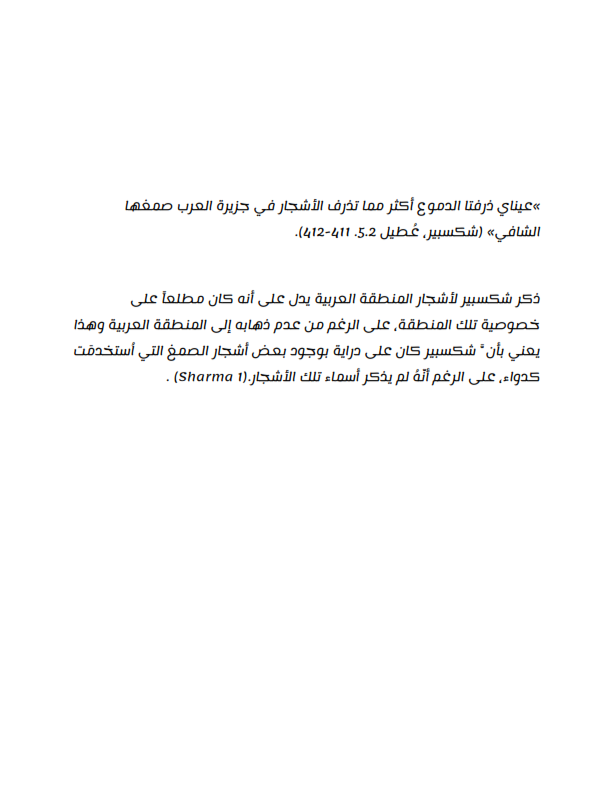 »عيناي ذرفتا الدموع أكثر مما تذرف الأشجار في جزيرة العرب صمغها
الشافي» (شكسبير، عُطيل 5.2. 411-412).
ذكر شكسبير لأشجار المنطقة العربية يدل على أنه كان مطلعاً على
خصوصية تلك المنطقة، على الرغم من عدم ذهابه إلى المنطقة العربية وهذا
يعني بأن ّ شكسبير كان على دراية بوجود بعض أشجار الصمغ التي أستخدمَت
كدواء، على الرغم أنّهُ لم يذكر أسماء تلك الأشجار.(Sharma 1) .